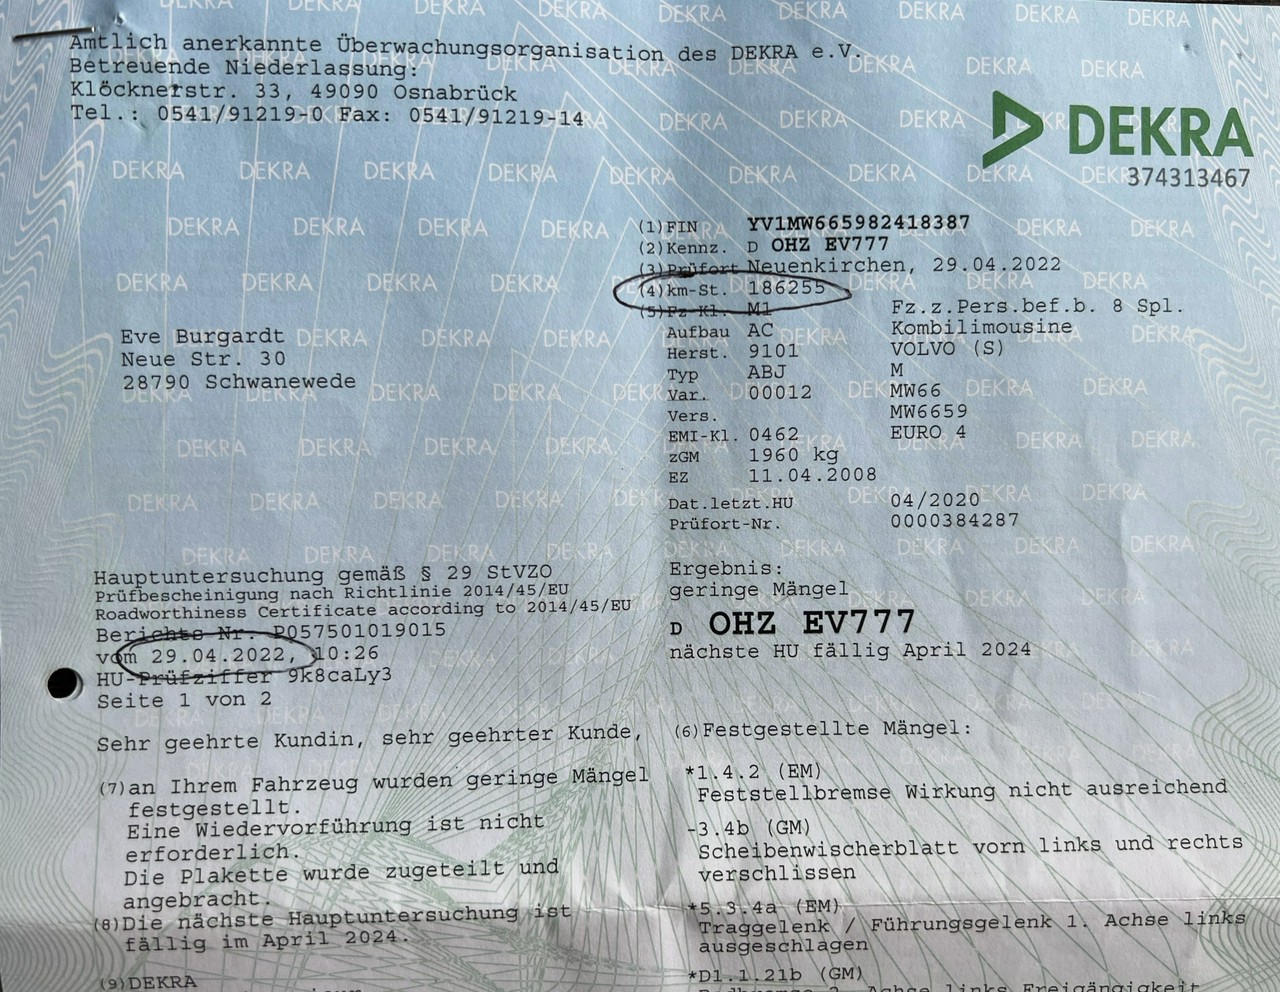 Amtlich anerkannte Überwachungsorganisation des DEKRA e.V.
Betreuende Niederlassung:
Klöcknerstr. 33, 49090 Osnabrück
Tel.: 0541/91219-0 Fax: 0541/91219-14
DEKRA
374313467
(1)FIN YV1MW665982418387
(2)Kennz. D OHZ EV777
(3)Prüfort Neuenkirchen, 29.04.2022
(4)km-St. 186255
(5)Fz-Kl. M1 Fz.z.Pers.bef.b. 8 Spl.
Aufbau AC Kombilimousine
Herst. 9101 VOLVO (S)
Typ ABJ M
Var. 00012 MW66
Vers. MW6659
EMI-Kl. 0462 EURO 4
zGM 1960 kg
EZ 11.04.2008
Dat.letzt.HU 04/2020
Prüfort-Nr. 0000384287
Eve Burgardt
Neue Str. 30
28790 Schwanewede
Hauptuntersuchung gemäß § 29 StVZO
Prüfbescheinigung nach Richtlinie 2014/45/EU
Roadworthiness Certificate according to 2014/45/EU
Berichts Nr. P057501019015
vom 29.04.2022, 10:26
HU-Prüfziffer 9k8caLy3
Seite 1 von 2
Ergebnis:
geringe Mängel
D OHZ EV777
nächste HU fällig April 2024
Sehr geehrte Kundin, sehr geehrter Kunde,
(7)an Ihrem Fahrzeug wurden geringe Mängel
festgestellt.
Eine Wiedervorführung ist nicht
erforderlich.
Die Plakette wurde zugeteilt und
angebracht.
(8)Die nächste Hauptuntersuchung ist
fällig im April 2024.
(9)DEKRA
(6)Festgestellte Mängel:
*1.4.2 (EM)
Feststellbremse Wirkung nicht ausreichend
-3.4b (GM)
Scheibenwischerblatt vorn links und rechts
verschlissen
*5.3.4a (EM)
Traggelenk / Führungsgelenk 1. Achse links
ausgeschlagen
*D1.1.21b (GM)
2. Achse links Freigängigkeit